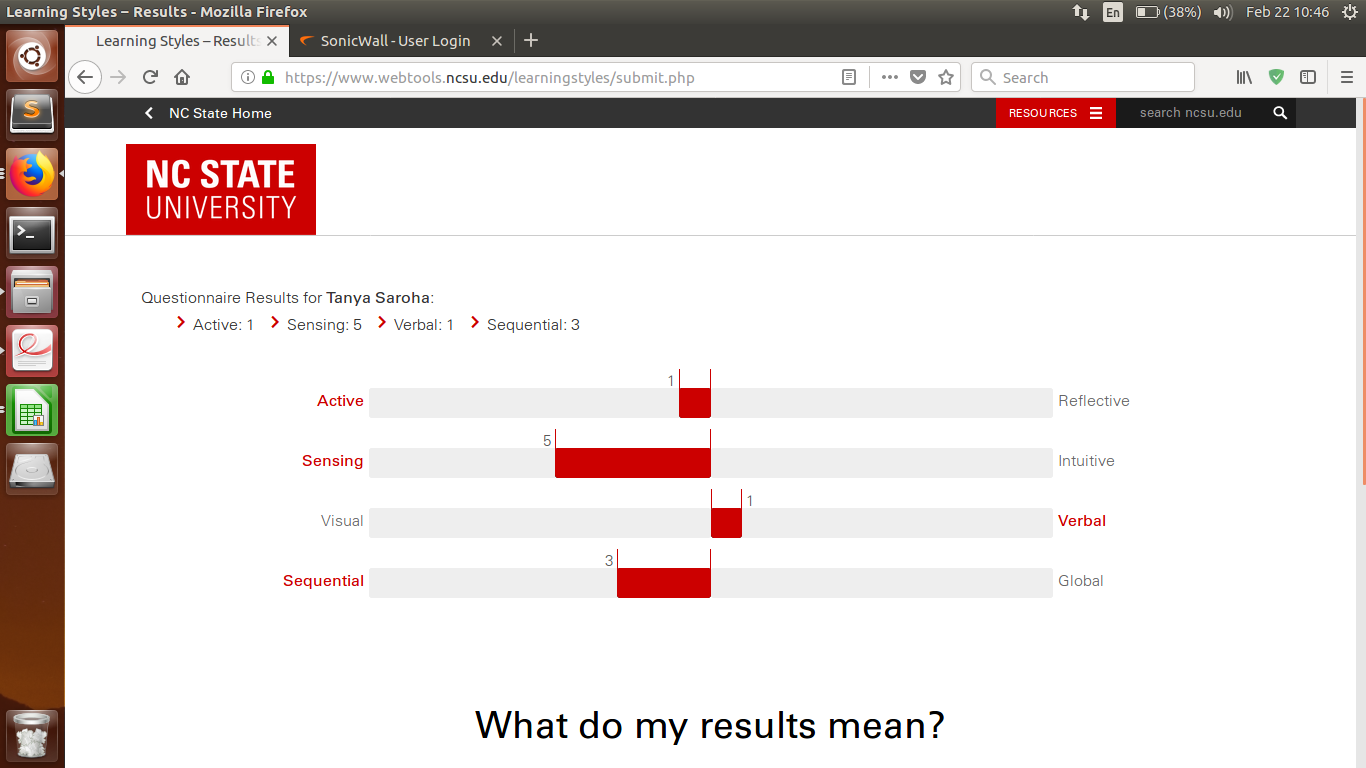 Learning Styles – Results - Mozilla Firefox
En (38%) Feb 22 10:46
Learning Styles – Results
SonicWall - User Login
https://www.webtools.ncsu.edu/learningstyles/submit.php
Search
NC State Home
RESOURCES
search ncsu.edu
NC STATE
UNIVERSITY
Questionnaire Results for Tanya Saroha:
Active: 1 Sensing: 5 Verbal: 1 Sequential: 3
1
Active Reflective
5
Sensing Intuitive
1
Visual Verbal
3
Sequential Global
What do my results mean?